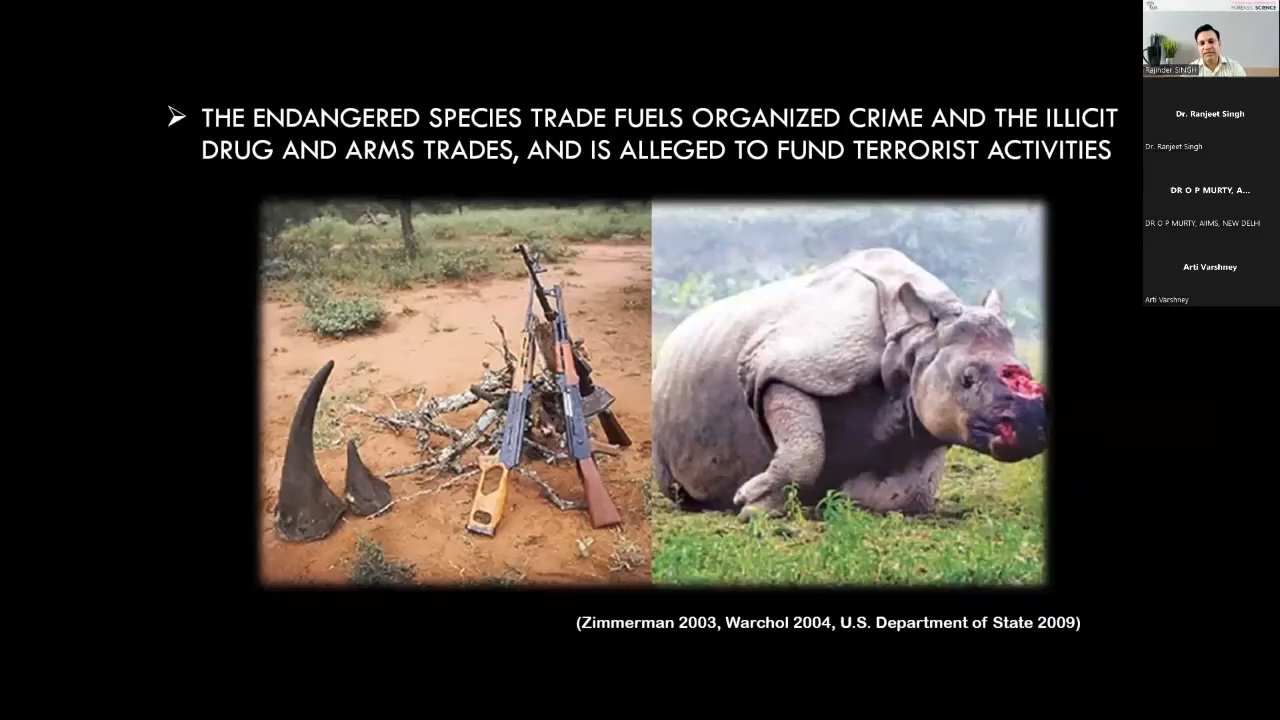 ➢ THE ENDANGERED SPECIES TRADE FUELS ORGANIZED CRIME AND THE ILLICIT
DRUG AND ARMS TRADES, AND IS ALLEGED TO FUND TERRORIST ACTIVITIES
(Zimmerman 2003, Warchol 2004, U.S. Department of State 2009)
FORENSIC SCIENCE
Rajinder SINGH
Dr. Ranjeet Singh
Dr. Ranjeet Singh
DR O P MURTY, A...
DR O P MURTY, AIIMS, NEW DELHI
Arti Varshney
Arti Varshney